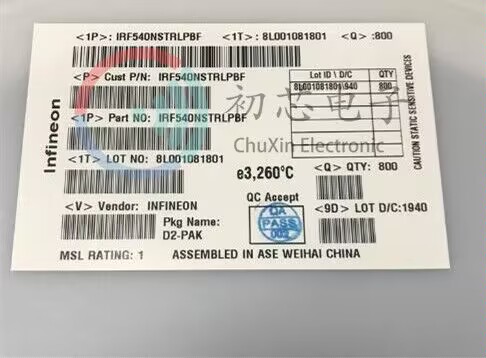 <1P>: IRF540NSTRLPBF <1T>: 8L001081801 <Q> :800
<P> Cust P/N: IRF540NSTRLPBF
Lot ID \ D/C QTY
8L001081801\940 800
<1P> Part NO: IRF540NSTRLPBF
初芯电子
ChuXin Electronic
Infineon
CAUTION STATIC SENSITIVE DEVICES
<1T> LOT NO: 8L001081801
e3,260°C
<Q> QTY: 800
QC Accept
<V> Vendor: INFINEON
QA
PASS
002
<9D> LOT D/C:1940
Pkg Name:
D2-PAK
MSL RATING: 1 ASSEMBLED IN ASE WEIHAI CHINA